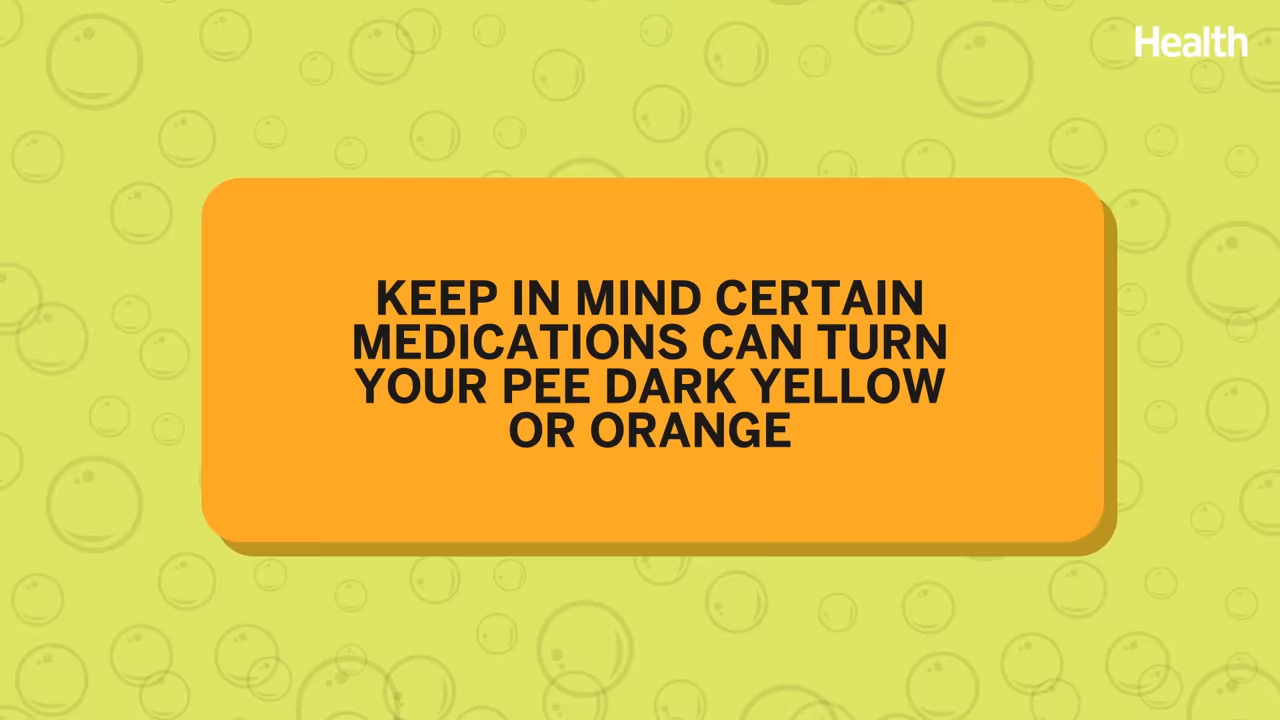 Health
KEEP IN MIND CERTAIN
MEDICATIONS CAN TURN
YOUR PEE DARK YELLOW
OR ORANGE